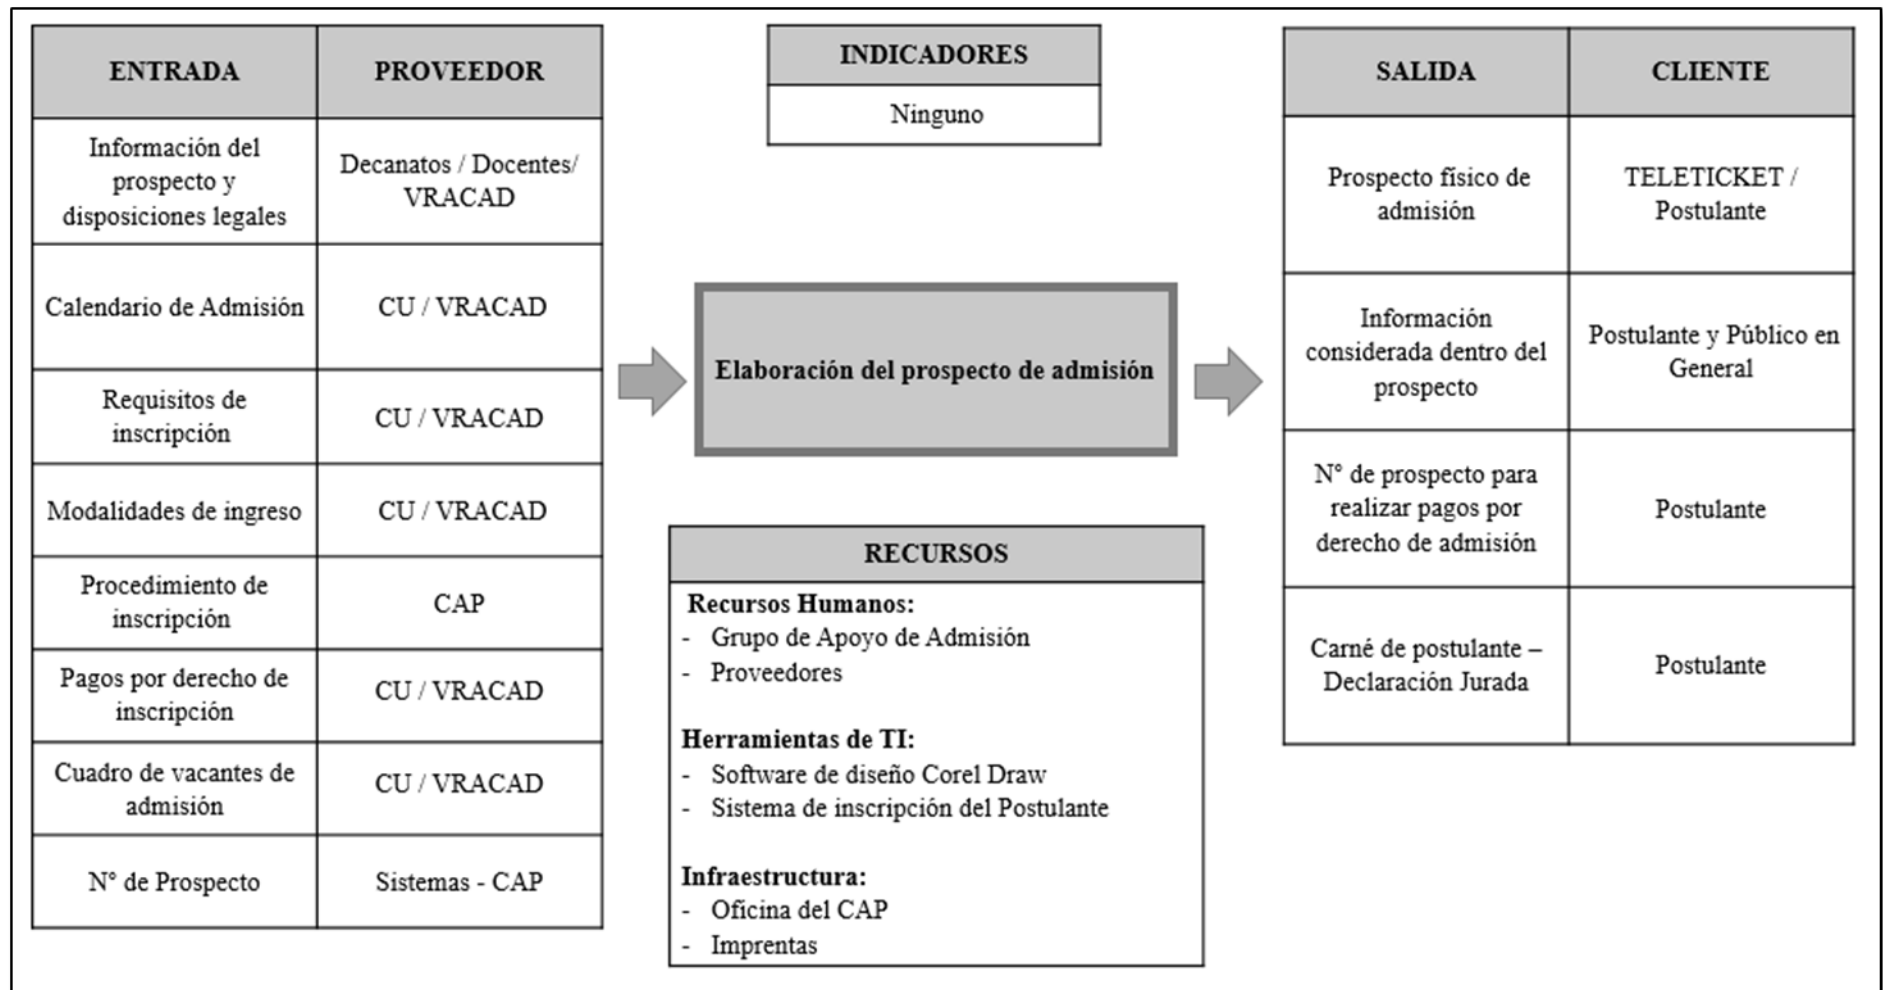 ENTRADA
PROVEEDOR
Información del
prospecto y
disposiciones legales
Decanatos / Docentes/
VRACAD
Calendario de Admisión
CU / VRACAD
Requisitos de
inscripción
CU / VRACAD
Modalidades de ingreso
CU / VRACAD
Procedimiento de
inscripción
CAP
Pagos por derecho de
inscripción
CU / VRACAD
Cuadro de vacantes de
admisión
CU / VRACAD
N° de Prospecto
Sistemas - CAP
INDICADORES
Ninguno
Elaboración del prospecto de admisión
RECURSOS
Recursos Humanos:
- Grupo de Apoyo de Admisión
- Proveedores
Herramientas de TI:
- Software de diseño Corel Draw
- Sistema de inscripción del Postulante
Infraestructura:
- Oficina del CAP
- Imprentas
SALIDA
CLIENTE
Prospecto físico de
admisión
TELETICKET /
Postulante
Información
considerada dentro del
prospecto
Postulante y Público en
General
N° de prospecto para
realizar pagos por
derecho de admisión
Postulante
Carné de postulante –
Declaración Jurada
Postulante